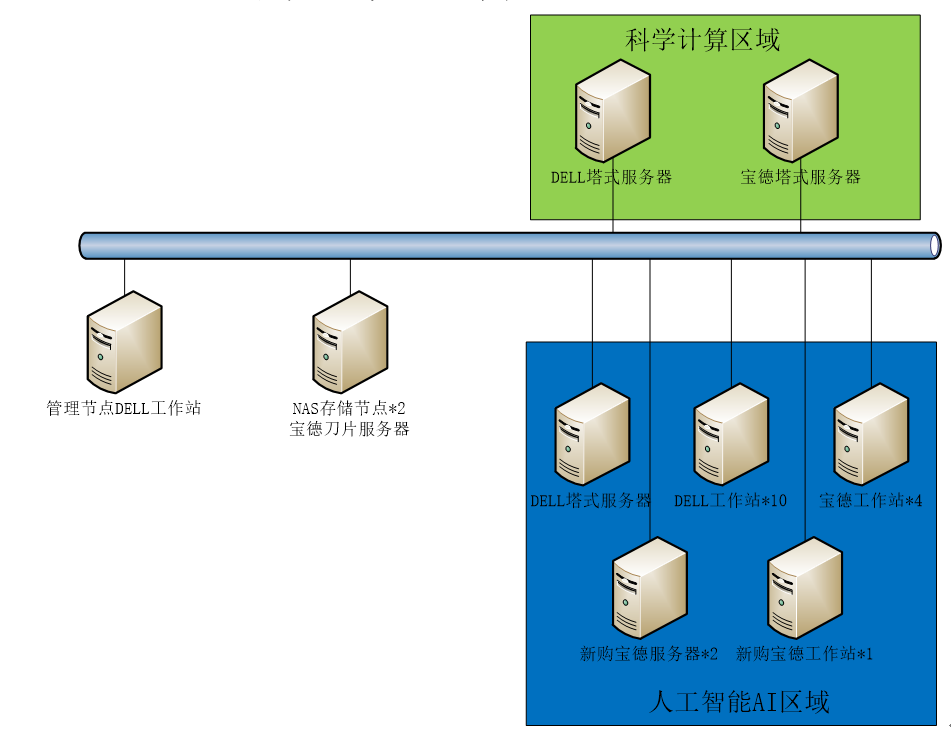 科学计算区域
DELL塔式服务器
宝德塔式服务器
管理节点DELL工作站
NAS存储节点*2
宝德刀片服务器
DELL塔式服务器
DELL工作站*10
宝德工作站*4
新购宝德服务器*2
新购宝德工作站*1
人工智能AI区域